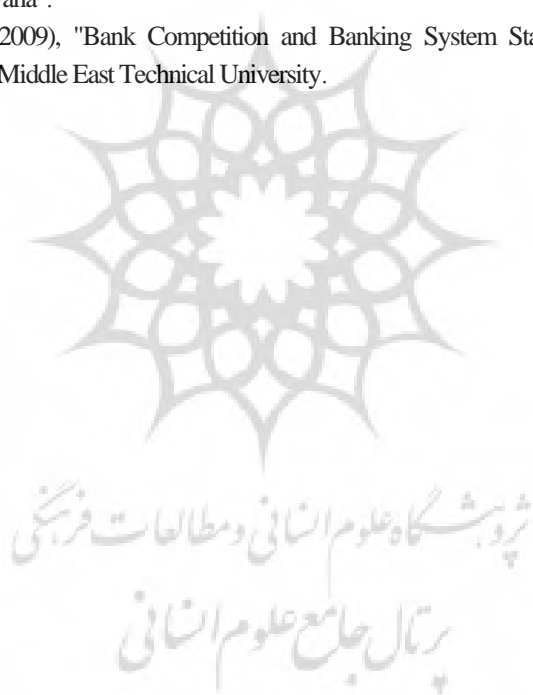 vana".
2009), "Bank Competition and Banking System Sta
Middle East Technical University.
پژوهشگاه علوم انسانی و مطالعات فرهنگی
پرتال جامع علوم انسانی